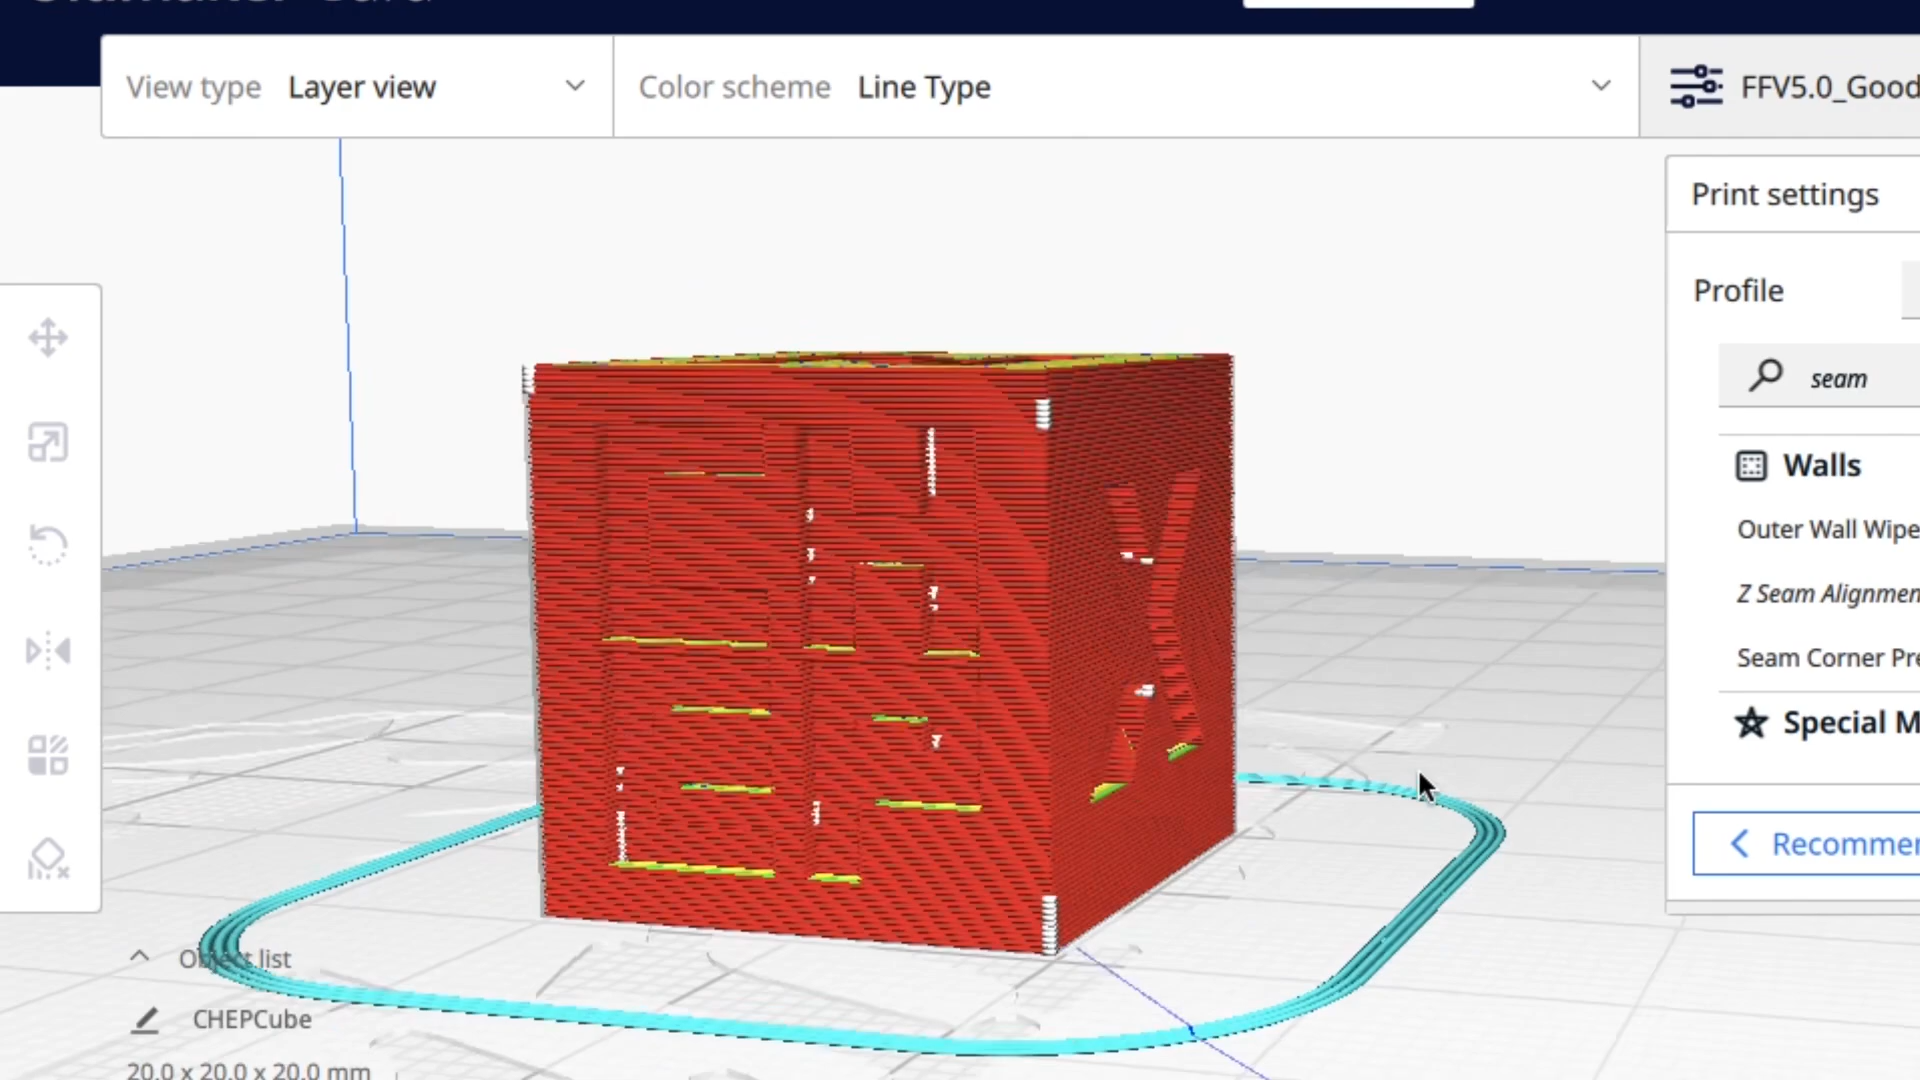 View type Layer view
Color scheme Line Type
FFV5.0_Good
Print settings
Profile
seam
Walls
Outer Wall Wipe
Z Seam Alignmen
Seam Corner Pre
Special M
Recommen
Object list
CHEPCube
20.0 x 20.0 x 20.0 mm
X